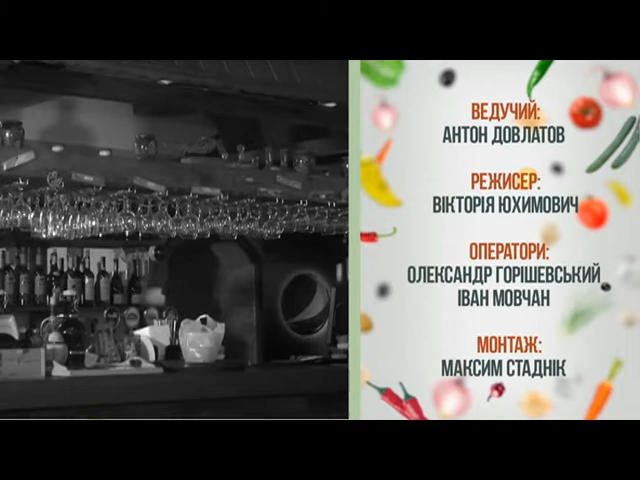 ВЕДУЧИЙ:
АНТОН ДОВЛАТОВ
РЕЖИСЕР:
ВІКТОРІЯ ЮХИМОВИЧ
ОПЕРАТОРИ:
ОЛЕКСАНДР ГОРІШЕВСЬКИЙ
ІВАН МОВЧАН
МОНТАЖ:
МАКСИМ СТАДНІК